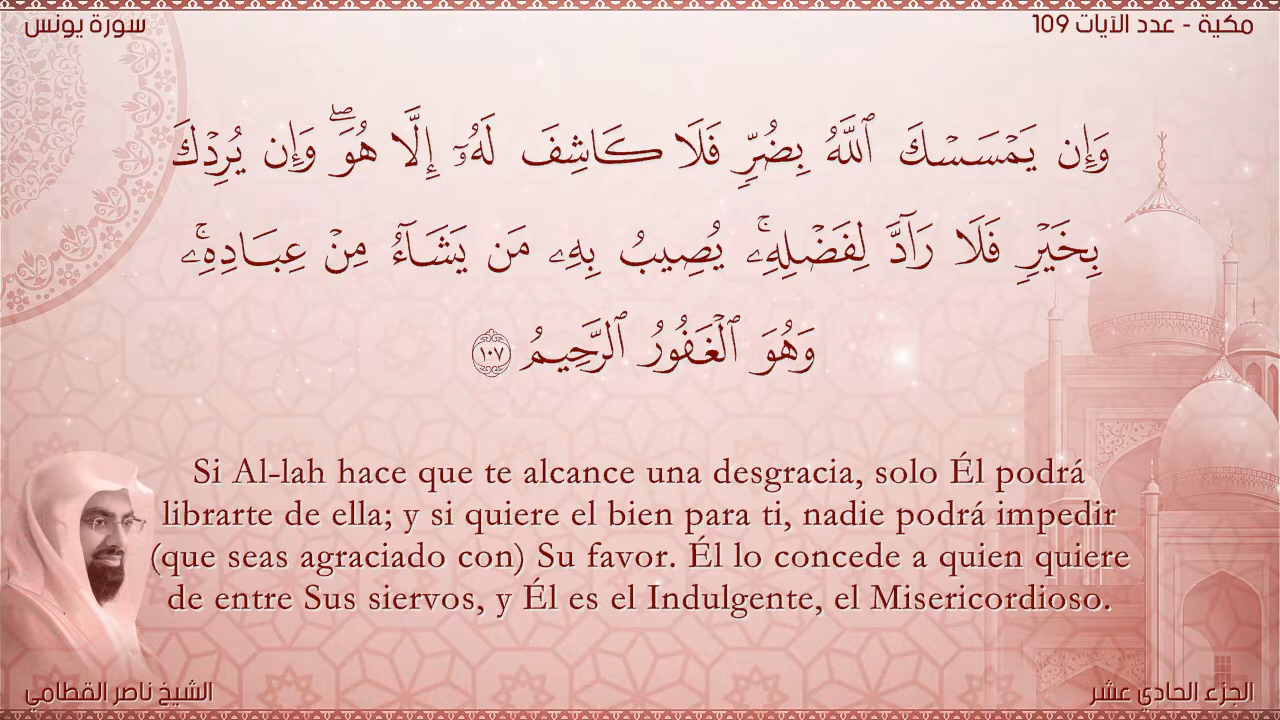 مكية - عدد الآيات 109
سورة يونس
وَإِن يَمۡسَسۡكَ ٱللَّهُ بِضُرّٖ فَلَا كَاشِفَ لَهُۥٓ إِلَّا هُوَۖ وَإِن يُرِدۡكَ
بِخَيۡرٖ فَلَا رَآدَّ لِفَضۡلِهِۦۚ يُصِيبُ بِهِۦ مَن يَشَآءُ مِنۡ عِبَادِهِۦۚ
وَهُوَ ٱلۡغَفُورُ ٱلرَّحِيمُ ١٠٧
Si Al-lah hace que te alcance una desgracia, solo Él podrá
librarte de ella; y si quiere el bien para ti, nadie podrá impedir
(que seas agraciado con) Su favor. Él lo concede a quien quiere
de entre Sus siervos, y Él es el Indulgente, el Misericordioso.
الجزء الحادي عشر
الشيخ ناصر القطامي